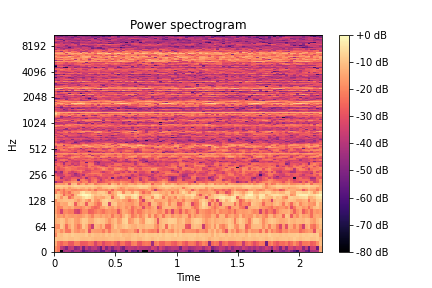 Power spectrogram
8192
4096
2048
1024
512
256
128
64
0
Hz
0
0.5
1
1.5
2
Time
+0 dB
-10 dB
-20 dB
-30 dB
-40 dB
-50 dB
-60 dB
-70 dB
-80 dB